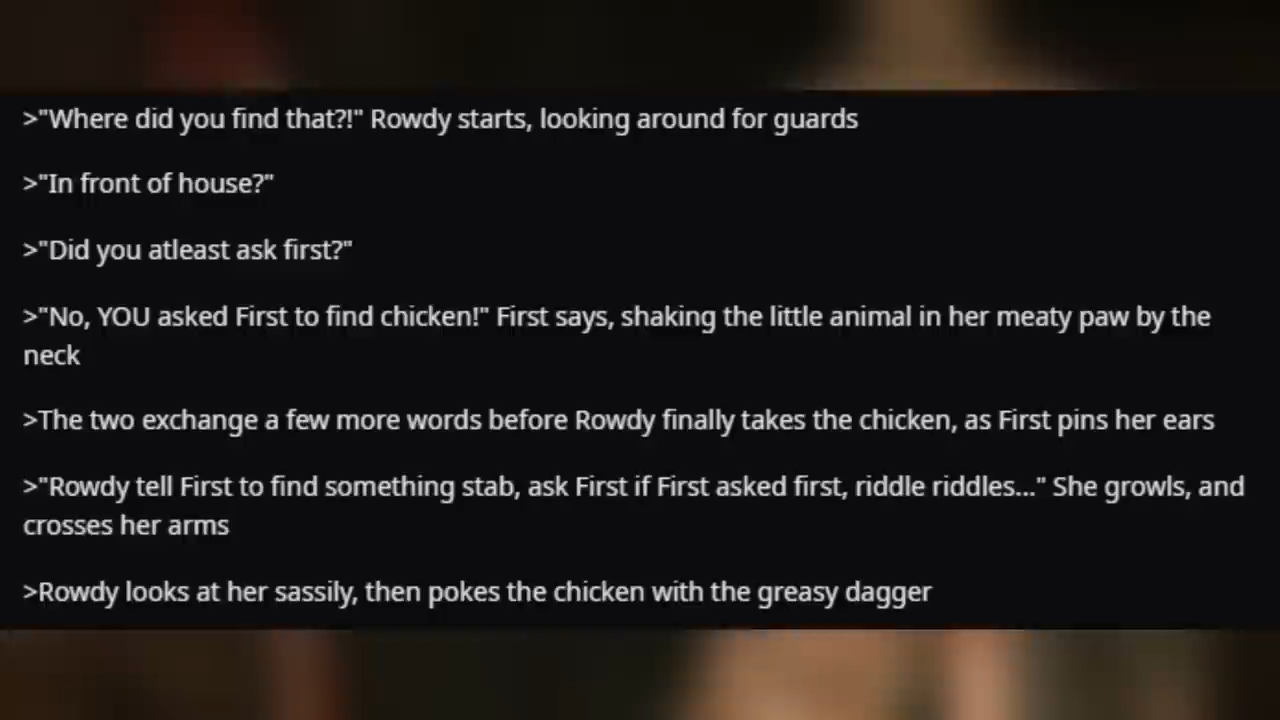 >"Where did you find that?!" Rowdy starts, looking around for guards
>"In front of house?"
>"Did you atleast ask first?"
>"No, YOU asked First to find chicken!" First says, shaking the little animal in her meaty paw by the
neck
>The two exchange a few more words before Rowdy finally takes the chicken, as First pins her ears
>"Rowdy tell First to find something stab, ask First if First asked first, riddle riddles..." She growls, and
crosses her arms
>Rowdy looks at her sassily, then pokes the chicken with the greasy dagger